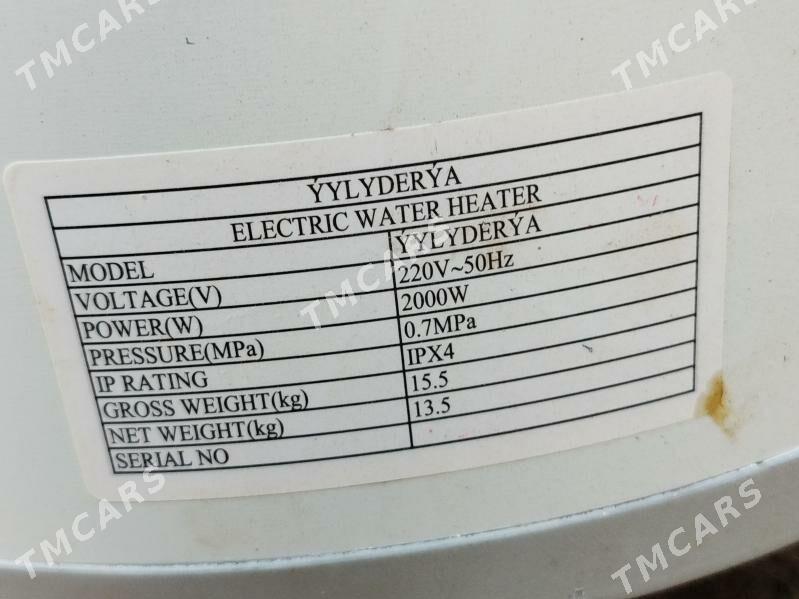 TMCARS
TMCARS
ÝYLYDERÝA
ELECTRIC WATER HEATER
MODEL ÝYLYDERÝA
VOLTAGE(V) 220V~50Hz
POWER(W) 2000W
PRESSURE(MPa) 0.7MPa
IP RATING IPX4
GROSS WEIGHT(kg) 15.5
NET WEIGHT(kg) 13.5
SERIAL NO
TMCARS
TMCARS
TMCARS